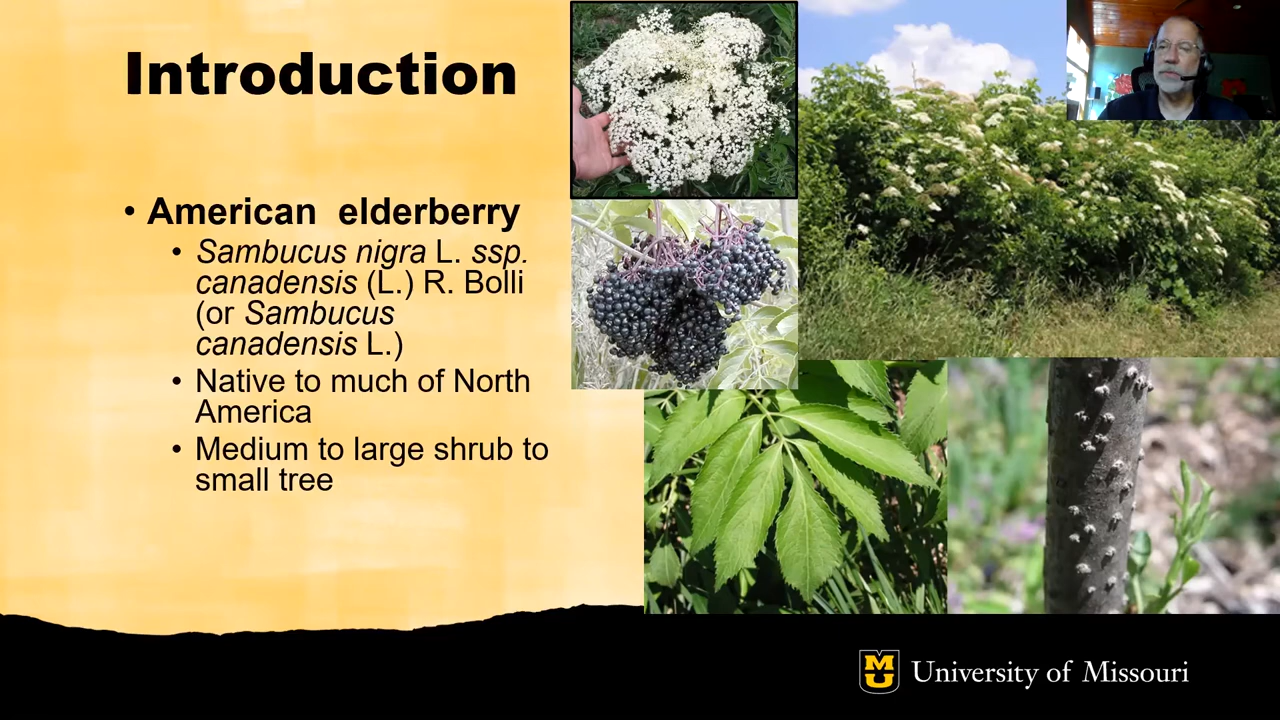 Introduction
• American elderberry
• Sambucus nigra L. ssp.
canadensis (L.) R. Bolli
(or Sambucus
canadensis L.)
• Native to much of North
America
• Medium to large shrub to
small tree
MU
University of Missouri